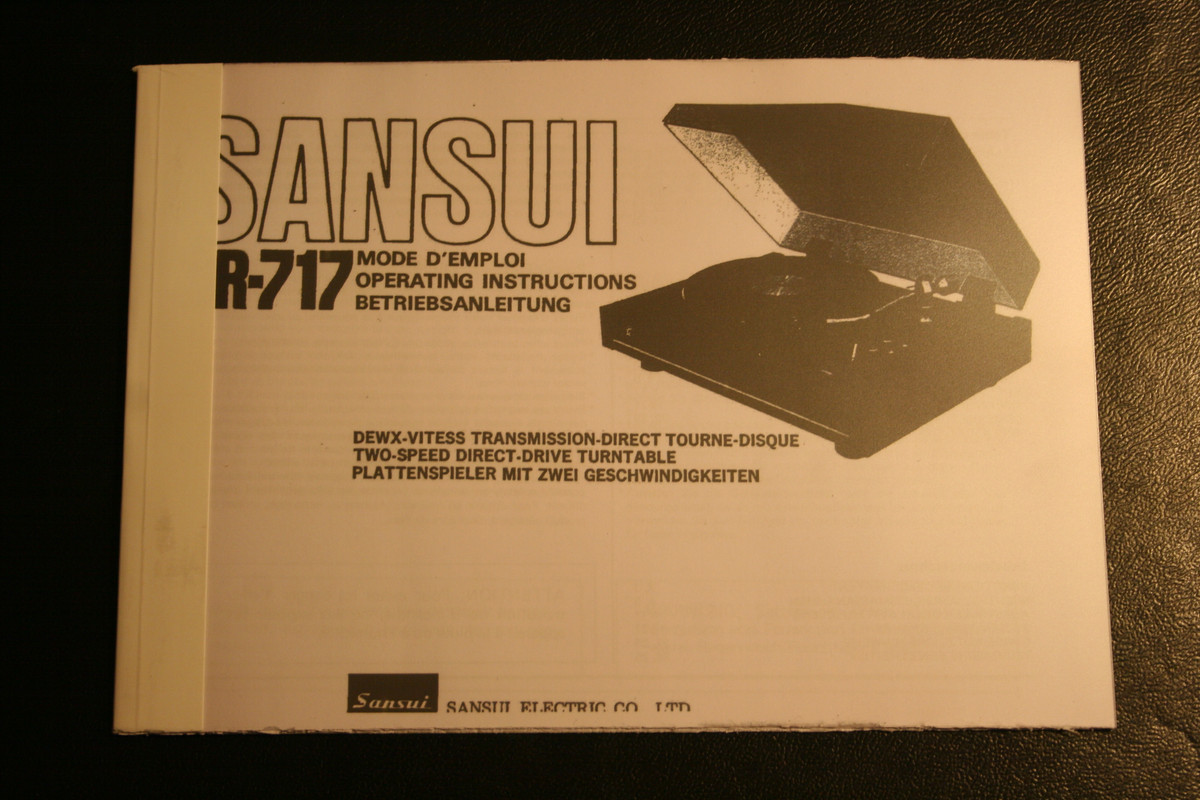 SANSUI
R-717
MODE D'EMPLOI
OPERATING INSTRUCTIONS
BETRIEBSANLEITUNG
DEWX-VITESS TRANSMISSION-DIRECT TOURNE-DISQUE
TWO-SPEED DIRECT-DRIVE TURNTABLE
PLATTENSPIELER MIT ZWEI GESCHWINDIGKEITEN
Sansui SANSUI ELECTRIC CO. LTD.